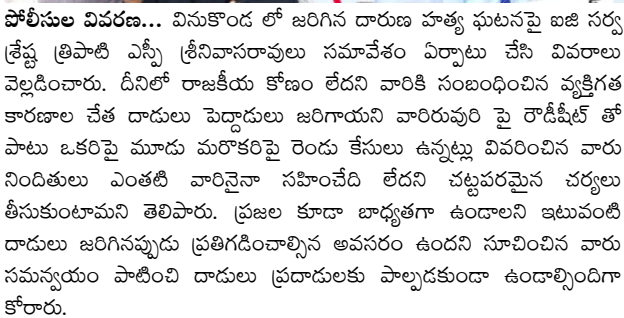 పోలీసుల వివరణ... వినుకొండ లో జరిగిన దారుణ హత్య ఘటనపై ఐజి సర్వ
శ్రేష్ట త్రిపాటి ఎస్పీ శ్రీనివాసరావులు సమావేశం ఏర్పాటు చేసి వివరాలు
వెల్లడించారు. దీనిలో రాజకీయ కోణం లేదని వారికి సంబంధించిన వ్యక్తిగత
కారణాల చేత దాడులు పెద్దాడులు జరిగాయని వారిరువురి పై రౌడీషీట్ తో
పాటు ఒకరిపై మూడు మరొకరిపై రెండు కేసులు ఉన్నట్లు వివరించిన వారు
నిందితులు ఎంతటి వారినైనా సహించేది లేదని చట్టపరమైన చర్యలు
తీసుకుంటామని తెలిపారు. ప్రజల కూడా బాధ్యతగా ఉండాలని ఇటువంటి
దాడులు జరిగినప్పుడు ప్రతిగడించాల్సిన అవసరం ఉందని సూచించిన వారు
సమన్వయం పాటించి దాడులు ప్రదాడులకు పాల్పడకుండా ఉండాల్సిందిగా
కోరారు.